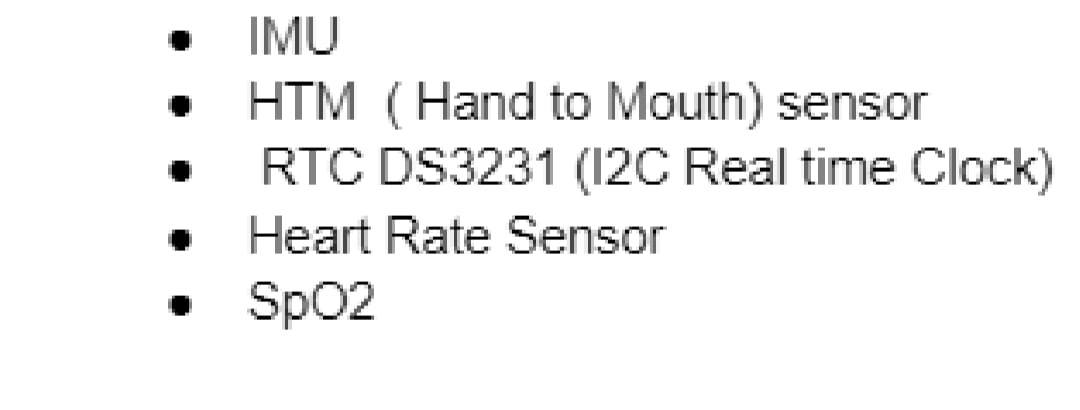 • IMU
• HTM ( Hand to Mouth) sensor
• RTC DS3231 (I2C Real time Clock)
• Heart Rate Sensor
• SpO2